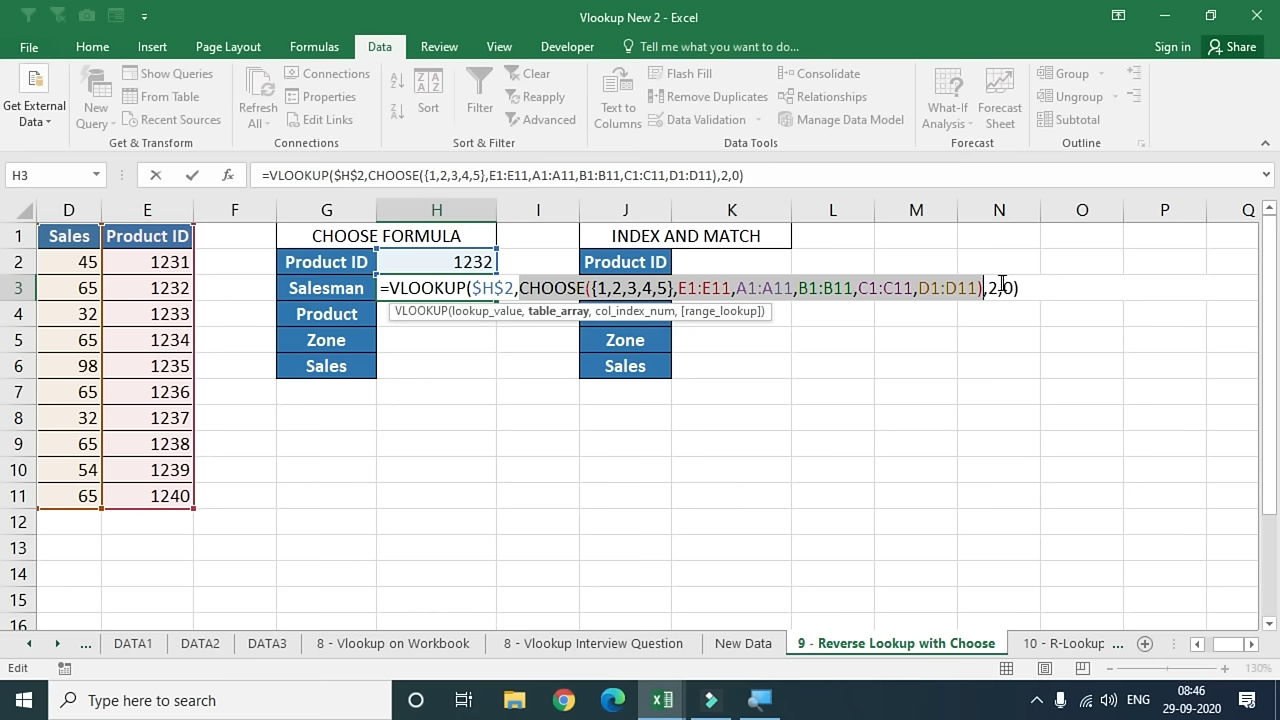 Vlookup New 2 - Excel
File Home Insert Page Layout Formulas Data Review View Developer Tell me what you want to do... Sign in Share
Get External Data
New Query
Show Queries
From Table
Recent Sources
Get & Transform
Refresh All
Connections
Properties
Edit Links
Connections
Sort
Filter
Clear
Reapply
Advanced
Sort & Filter
Text to Columns
Flash Fill
Remove Duplicates
Data Validation
Consolidate
Relationships
Manage Data Model
Data Tools
What-If Analysis
Forecast Sheet
Forecast
Group
Ungroup
Subtotal
Outline
H3 fx =VLOOKUP($H$2,CHOOSE({1,2,3,4,5},E1:E11,A1:A11,B1:B11,C1:C11,D1:D11),2,0)
D E F G H I J K L M N O P Q
1 Sales Product ID CHOOSE FORMULA INDEX AND MATCH
2 45 1231 Product ID 1232 Product ID
3 65 1232 Salesman =VLOOKUP($H$2,CHOOSE({1,2,3,4,5},E1:E11,A1:A11,B1:B11,C1:C11,D1:D11),2,0)
VLOOKUP(lookup_value, table_array, col_index_num, [range_lookup])
4 32 1233 Product
5 65 1234 Zone Zone
6 98 1235 Sales Sales
7 65 1236
8 32 1237
9 65 1238
10 54 1239
11 65 1240
12
13
14
15
16
... DATA1 DATA2 DATA3 8 - Vlookup on Workbook 8 - Vlookup Interview Question New Data 9 - Reverse Lookup with Choose 10 - R-Lookup ...
Edit 130%
Type here to search ENG 08:46
29-09-2020